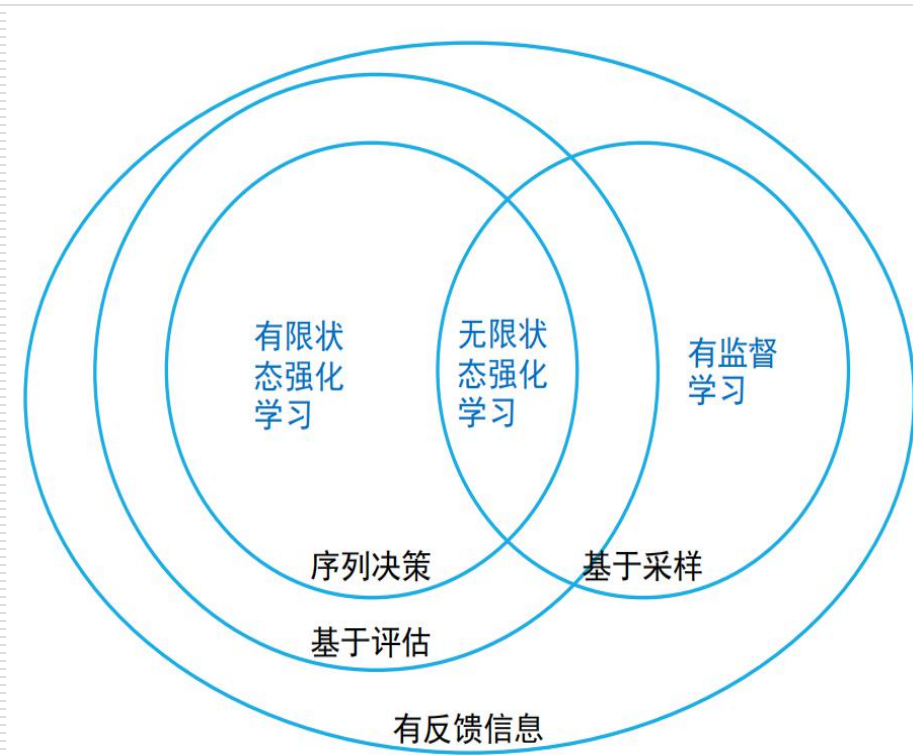 有限状
态强化
学习
无限状
态强化
学习
有监督
学习
序列决策
基于采样
基于评估
有反馈信息